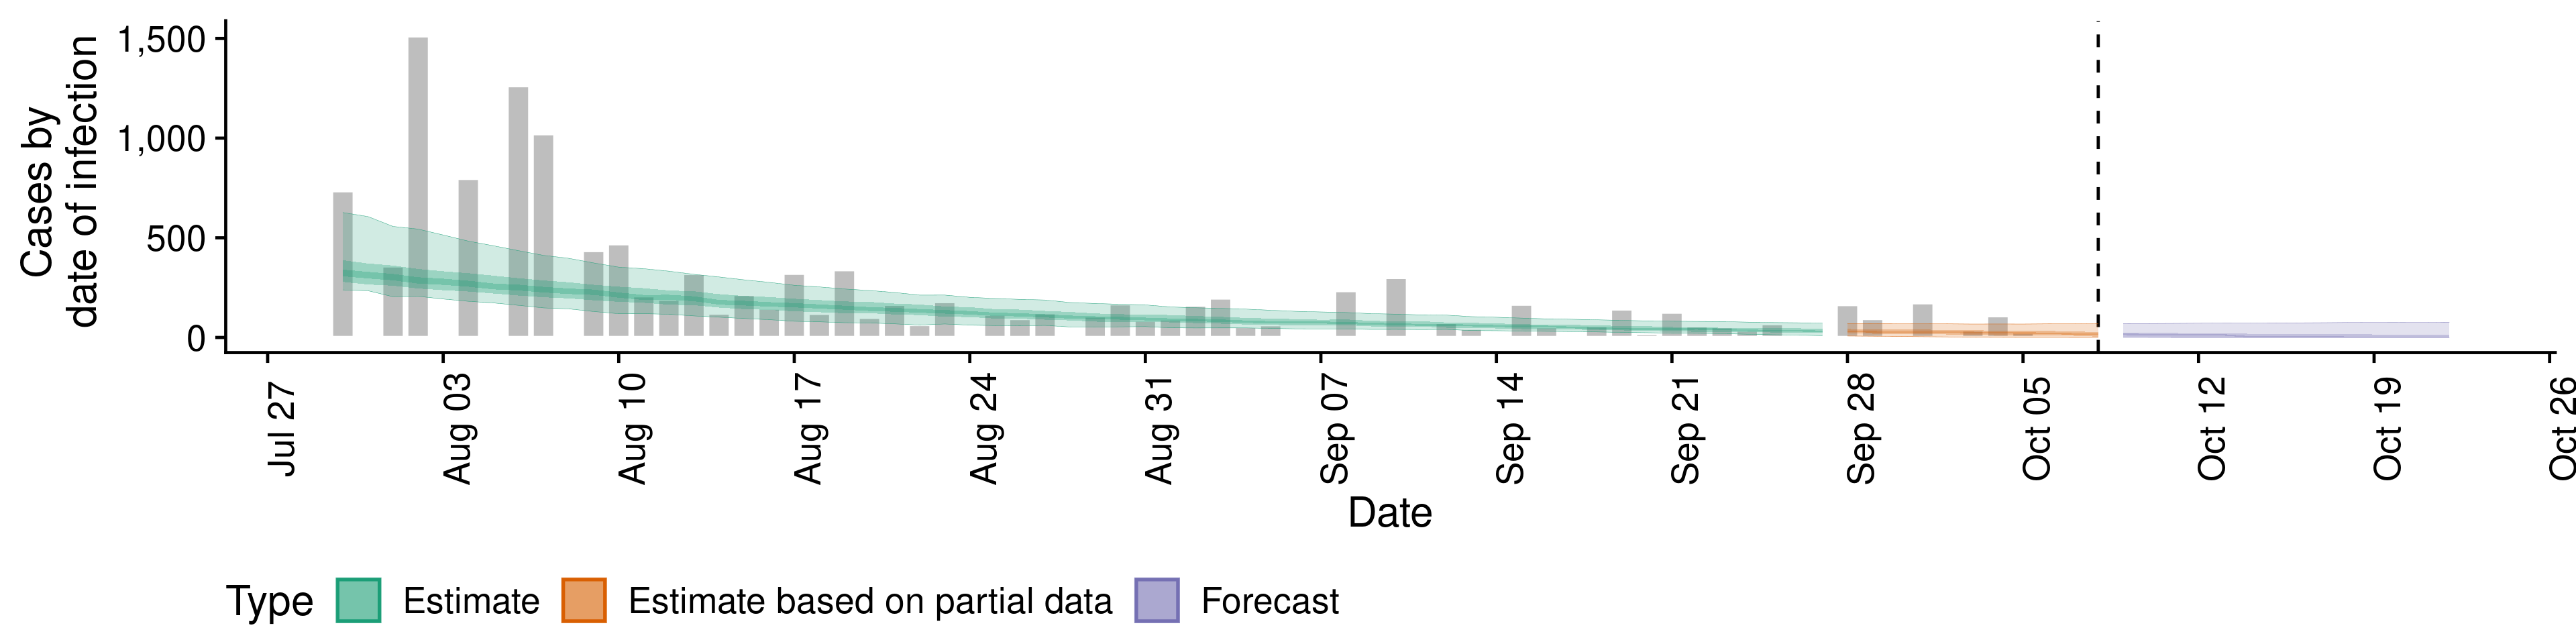 Cases by
date of infection
1,500
1,000
500
0
Jul 27
Aug 03
Aug 10
Aug 17
Aug 24
Aug 31
Sep 07
Sep 14
Sep 21
Sep 28
Oct 05
Oct 12
Oct 19
Oct 26
Date
Type
Estimate
Estimate based on partial data
Forecast